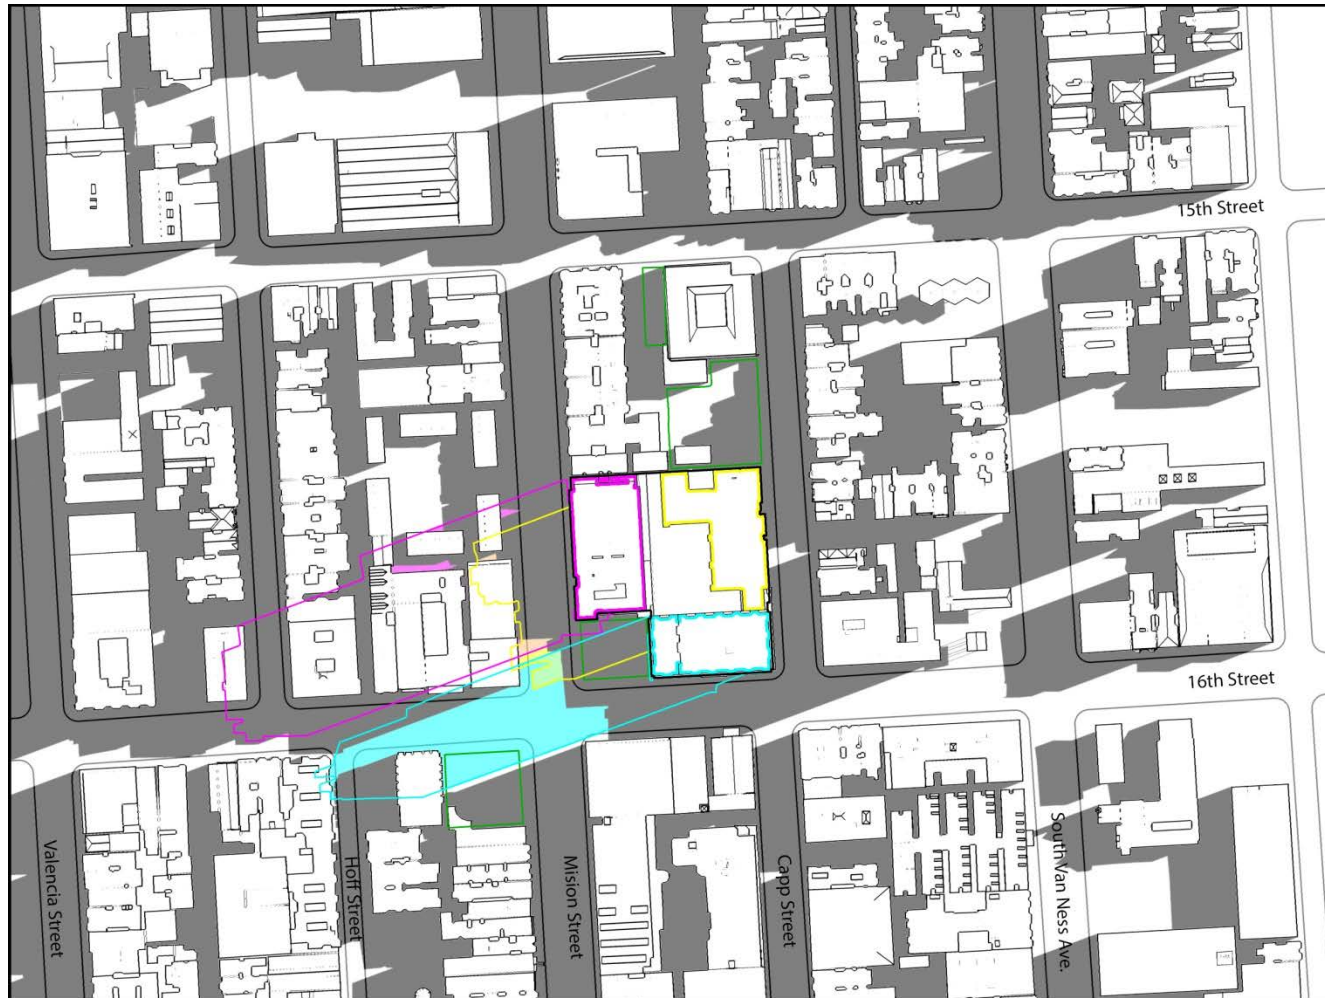 15th Street
16th Street
Valencia Street
Hoff Street
Mision Street
Capp Street
South Van Ness Ave.